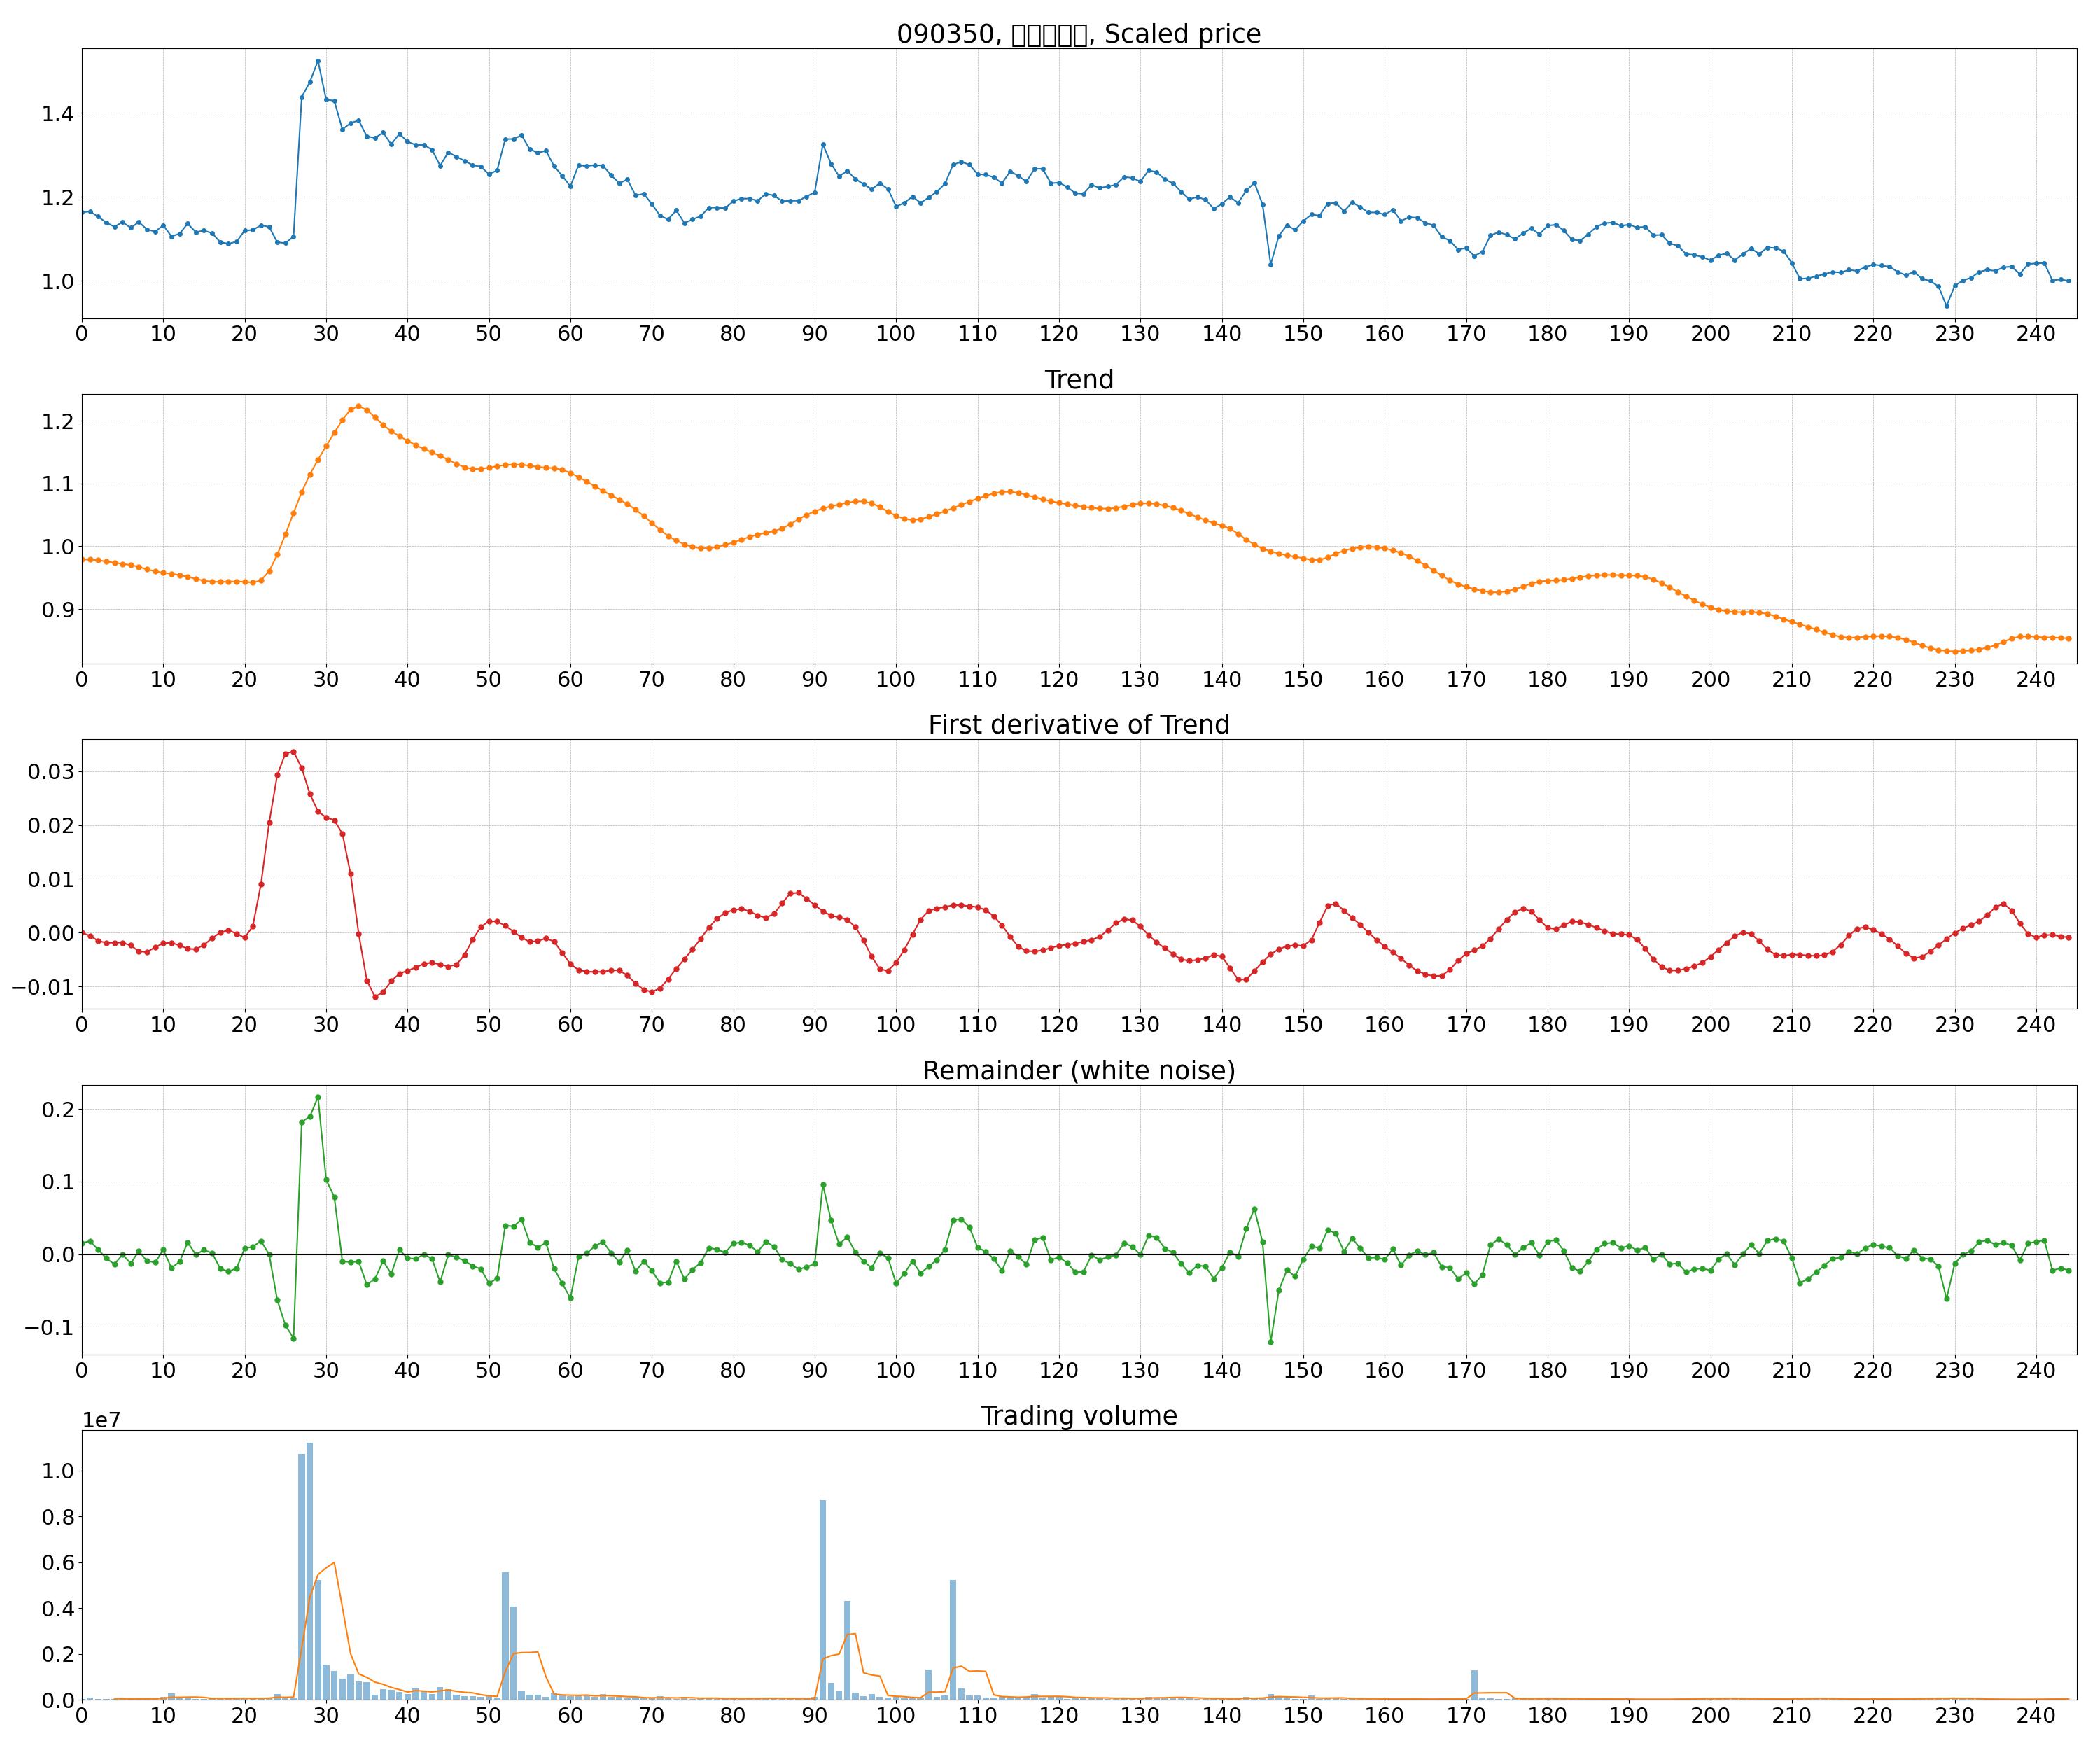 090350, □□□□□, Scaled price
1.4
1.2
1.0
0 10 20 30 40 50 60 70 80 90 100 110 120 130 140 150 160 170 180 190 200 210 220 230 240
Trend
1.2
1.1
1.0
0.9
0 10 20 30 40 50 60 70 80 90 100 110 120 130 140 150 160 170 180 190 200 210 220 230 240
First derivative of Trend
0.03
0.02
0.01
0.00
−0.01
0 10 20 30 40 50 60 70 80 90 100 110 120 130 140 150 160 170 180 190 200 210 220 230 240
Remainder (white noise)
0.2
0.1
0.0
−0.1
0 10 20 30 40 50 60 70 80 90 100 110 120 130 140 150 160 170 180 190 200 210 220 230 240
Trading volume
1e7
1.0
0.8
0.6
0.4
0.2
0.0
0 10 20 30 40 50 60 70 80 90 100 110 120 130 140 150 160 170 180 190 200 210 220 230 240